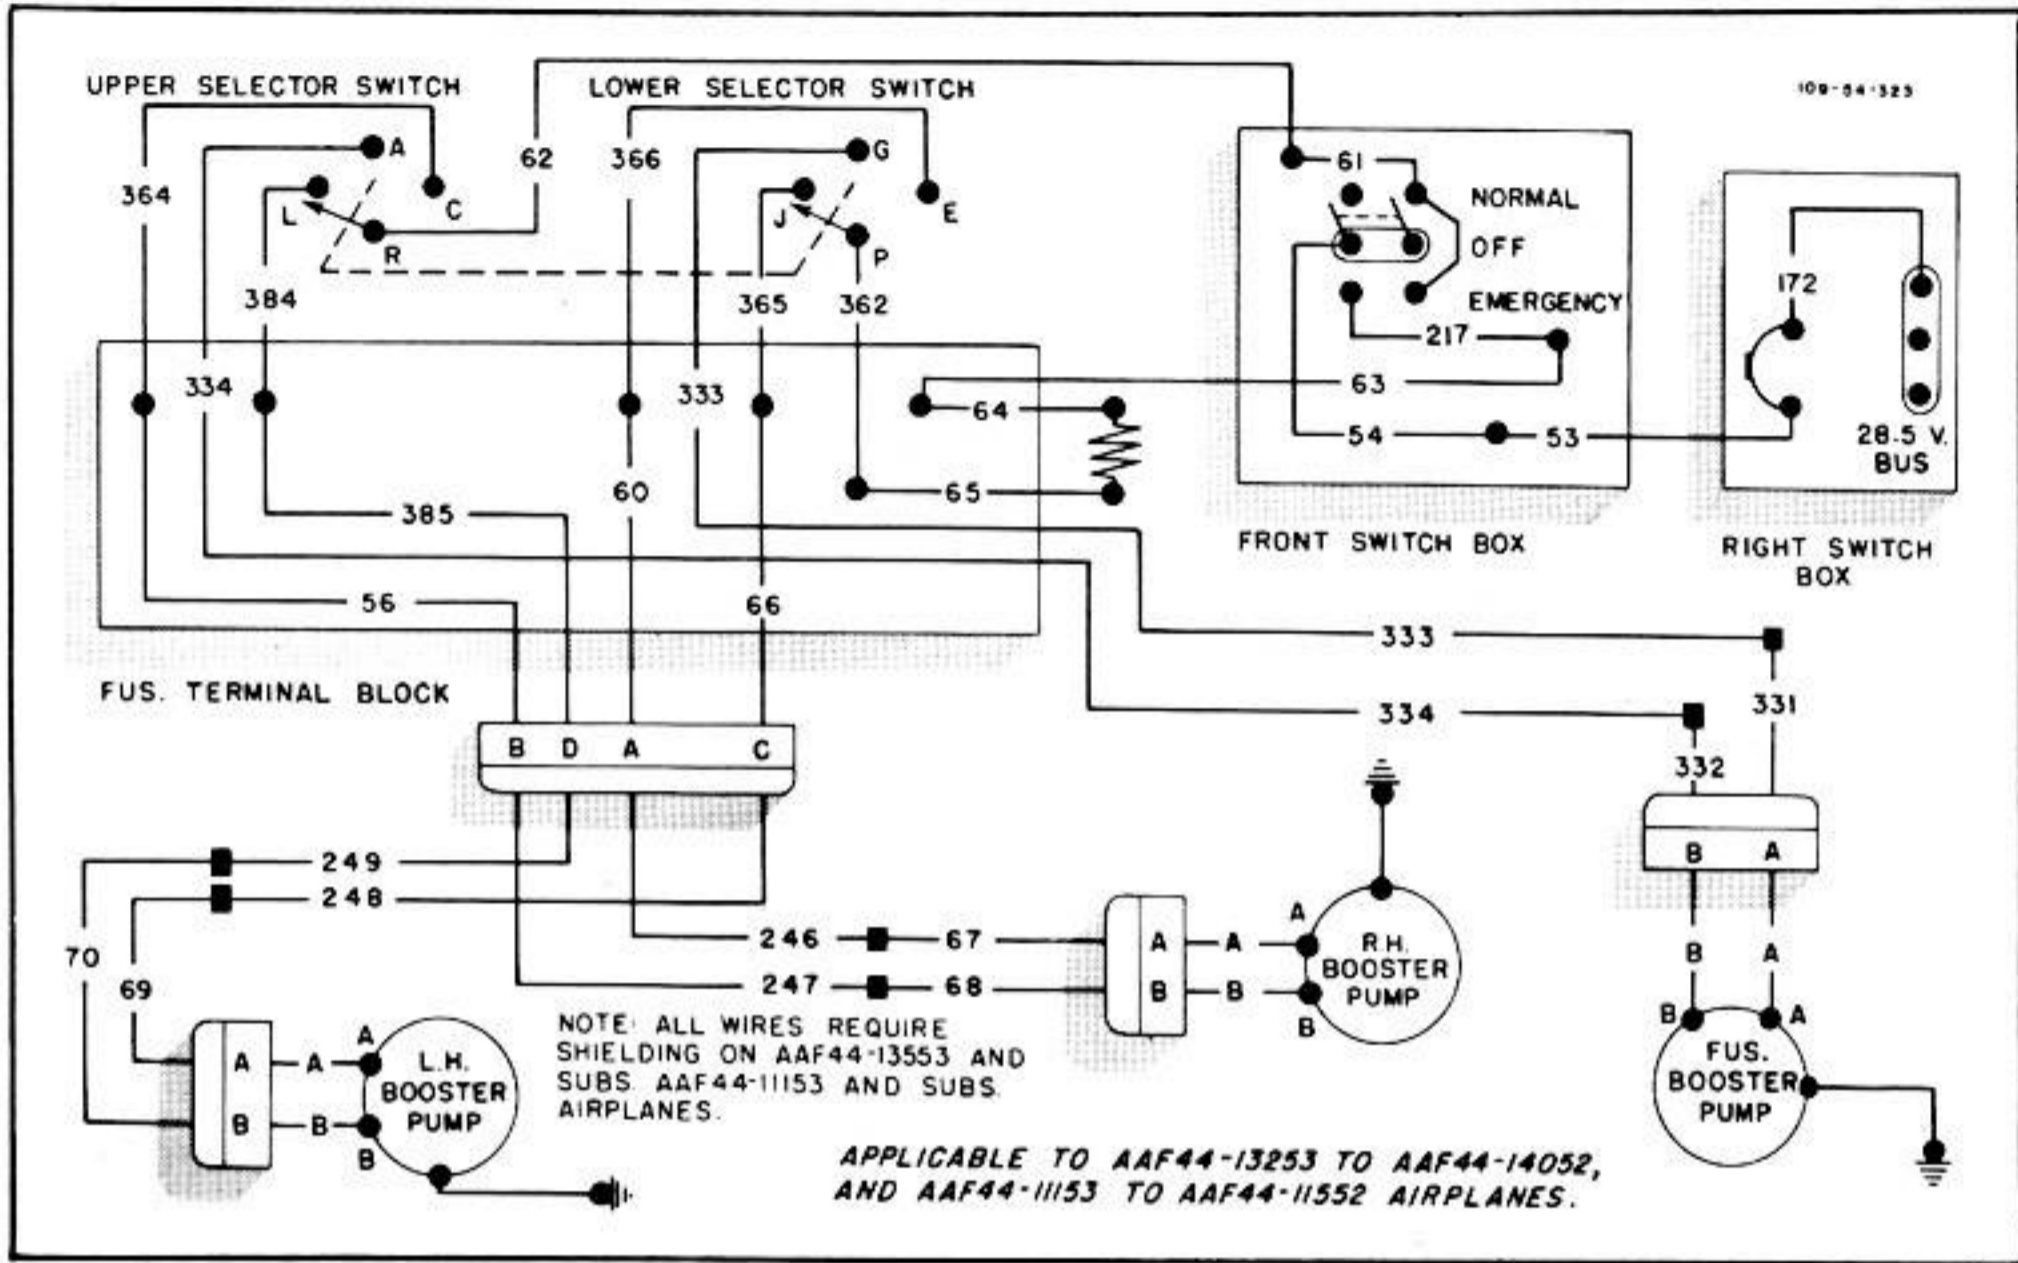 109-54-323
UPPER SELECTOR SWITCH
LOWER SELECTOR SWITCH
A
C
L
R
364
334
384
62
366
G
E
J
P
365
362
333
61
NORMAL
OFF
EMERGENCY
217
63
54
53
FRONT SWITCH BOX
172
28.5 V.
BUS
RIGHT SWITCH
BOX
64
65
60
385
56
66
FUS. TERMINAL BLOCK
333
334
331
332
B D A C
249
248
70
69
246
67
247
68
A A A
B B B
R.H.
BOOSTER
PUMP
A A A
B B B
L.H.
BOOSTER
PUMP
B A
B A
B A
FUS.
BOOSTER
PUMP
NOTE: ALL WIRES REQUIRE
SHIELDING ON AAF44-13553 AND
SUBS. AAF44-11153 AND SUBS.
AIRPLANES.
APPLICABLE TO AAF44-13253 TO AAF44-14052,
AND AAF44-11153 TO AAF44-11552 AIRPLANES.